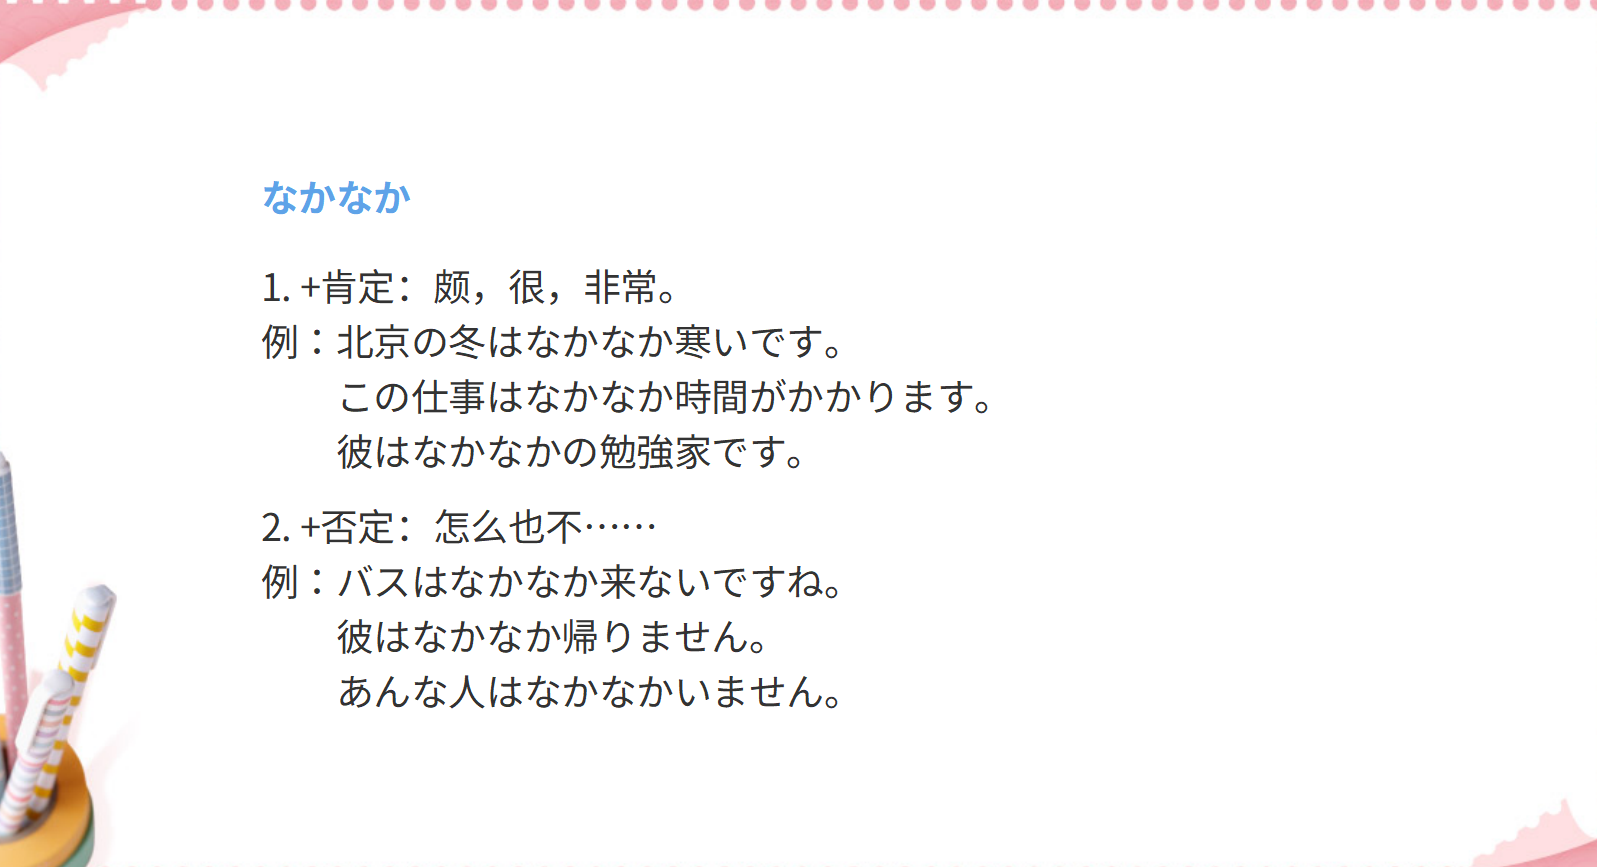 なかなか
1. +肯定：颇，很，非常。
例：北京の冬はなかなか寒いです。
この仕事はなかなか時間がかかります。
彼はなかなかの勉強家です。
2. +否定：怎么也不……
例：バスはなかなか来ないですね。
彼はなかなか帰りません。
あんな人はなかなかいません。